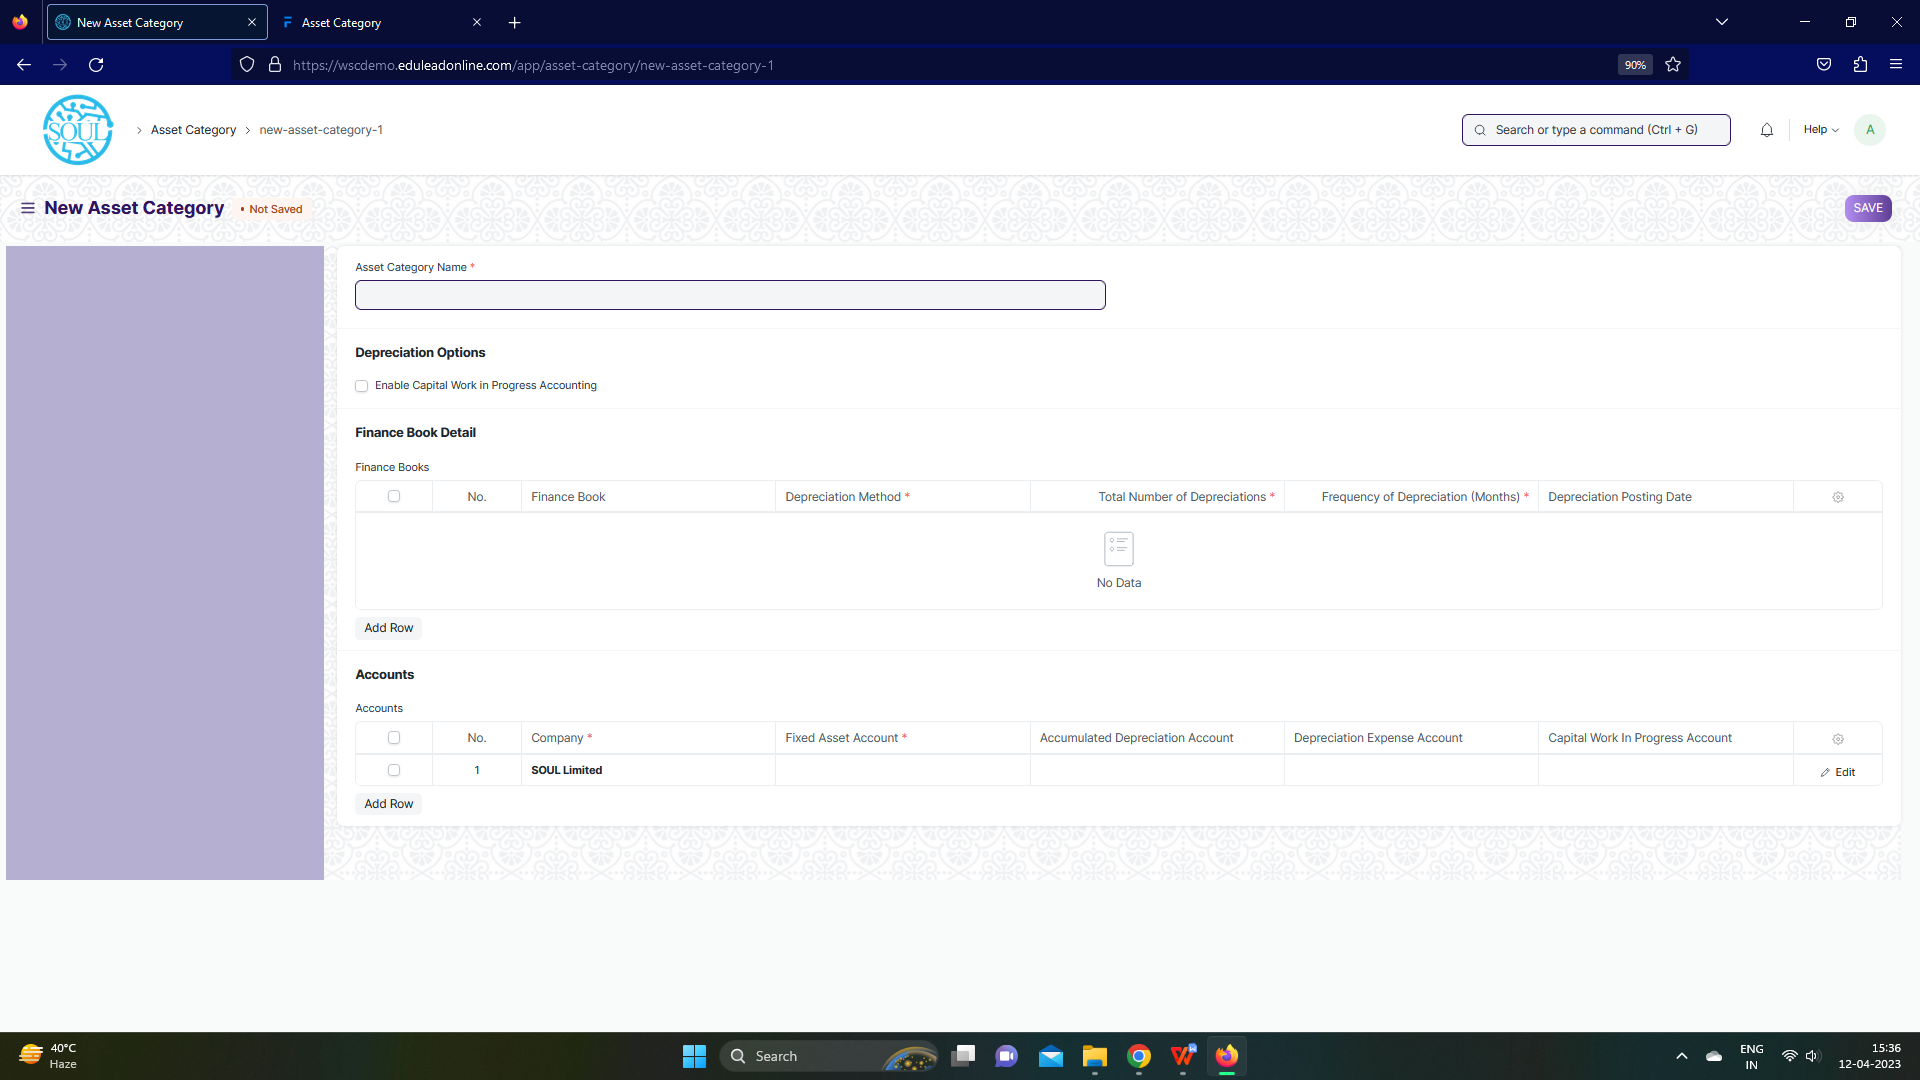 New Asset Category
Asset Category
https://wscdemo.eduleadonline.com/app/asset-category/new-asset-category-1
90%
SOUL
Asset Category
new-asset-category-1
Search or type a command (Ctrl + G)
Help
A
New Asset Category
• Not Saved
SAVE
Asset Category Name *
Depreciation Options
Enable Capital Work in Progress Accounting
Finance Book Detail
Finance Books
No. Finance Book Depreciation Method * Total Number of Depreciations * Frequency of Depreciation (Months) * Depreciation Posting Date
No Data
Add Row
Accounts
Accounts
No. Company * Fixed Asset Account * Accumulated Depreciation Account Depreciation Expense Account Capital Work In Progress Account
1 SOUL Limited Edit
Add Row
40°C
Haze
Search
ENG
IN
15:36
12-04-2023